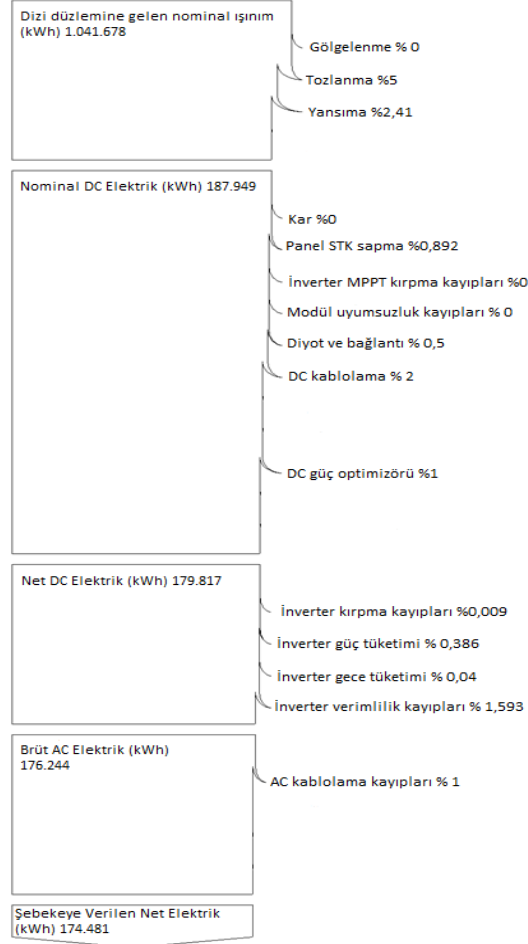 Dizi düzlemine gelen nominal ışınım
(kWh) 1.041.678
Gölgelenme % 0
Tozlanma %5
Yansıma %2,41
Nominal DC Elektrik (kWh) 187.949
Kar %0
Panel STK sapma %0,892
İnverter MPPT kırpma kayıpları %0
Modül uyumsuzluk kayıpları % 0
Diyot ve bağlantı % 0,5
DC kablolama % 2
DC güç optimizörü %1
Net DC Elektrik (kWh) 179.817
İnverter kırpma kayıpları %0,009
İnverter güç tüketimi % 0,386
İnverter gece tüketimi % 0,04
İnverter verimlilik kayıpları % 1,593
Brüt AC Elektrik (kWh)
176.244
AC kablolama kayıpları % 1
Şebekeye Verilen Net Elektrik
(kWh) 174.481